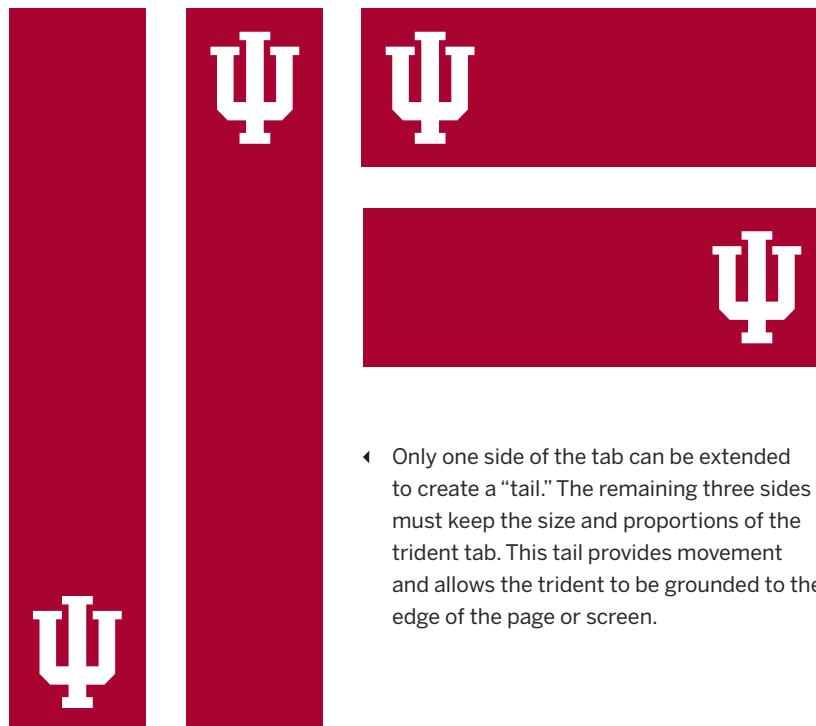 Only one side of the tab can be extended
to create a “tail.” The remaining three sides
must keep the size and proportions of the
trident tab. This tail provides movement
and allows the trident to be grounded to the
edge of the page or screen.